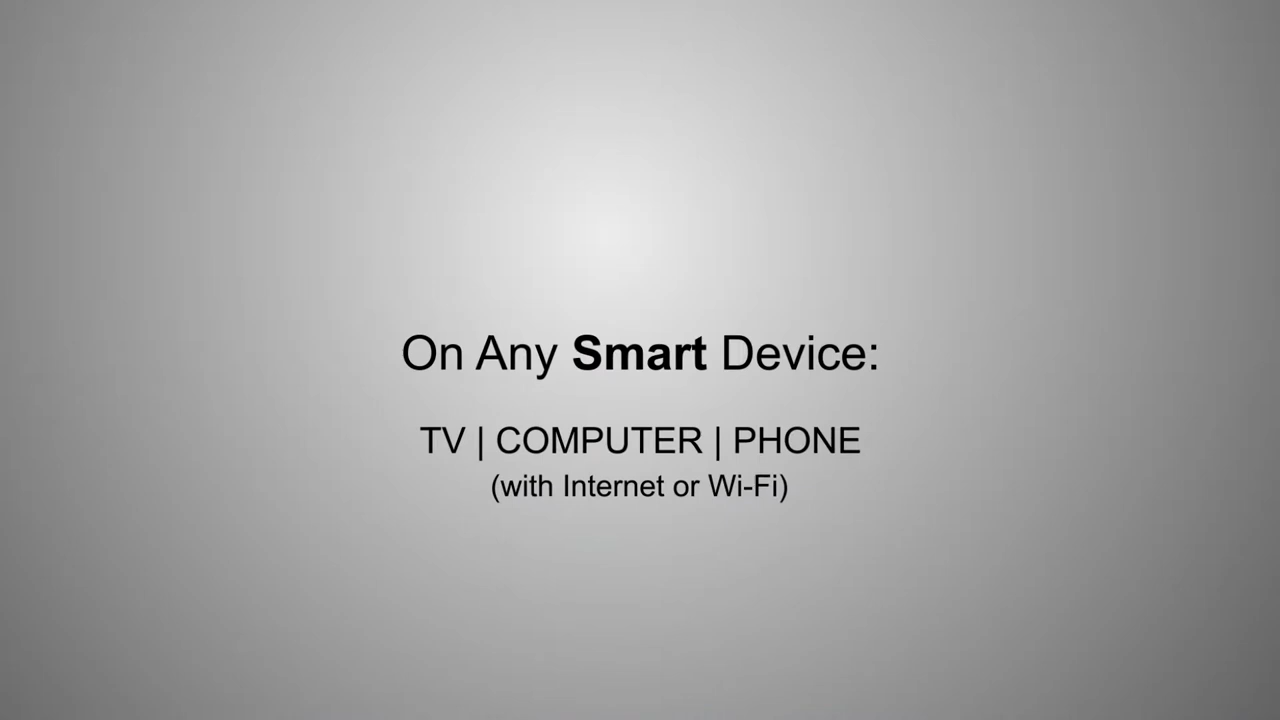 On Any Smart Device:
TV | COMPUTER | PHONE
(with Internet or Wi-Fi)